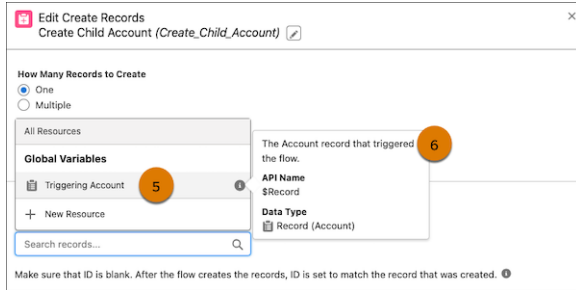 Edit Create Records
Create Child Account (Create_Child_Account)
How Many Records to Create
One
Multiple
All Resources
Global Variables
Triggering Account
5
New Resource
Search records...
The Account record that triggered
the flow.
6
API Name
$Record
Data Type
Record (Account)
Make sure that ID is blank. After the flow creates the records, ID is set to match the record that was created.